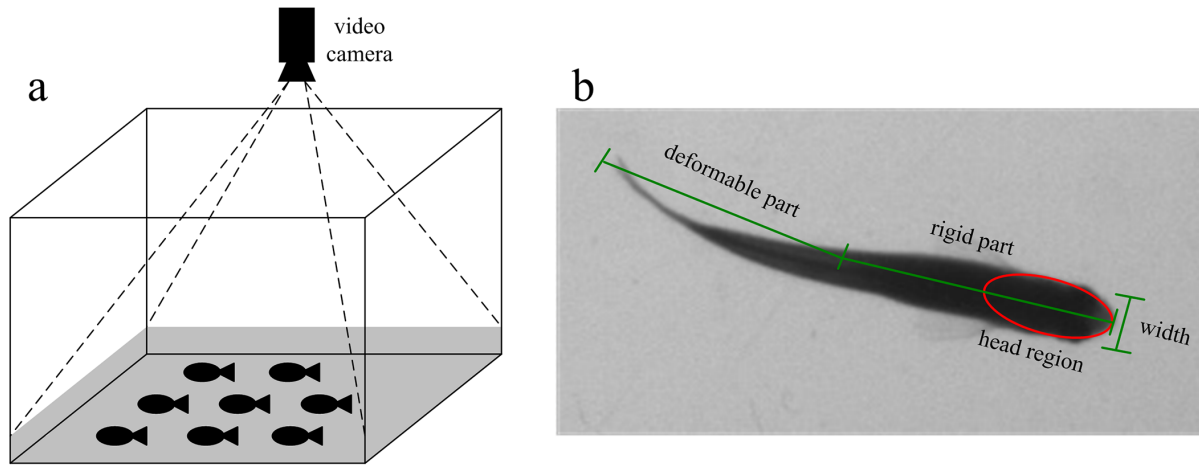 a
video
camera
b
deformable part
rigid part
head region
width